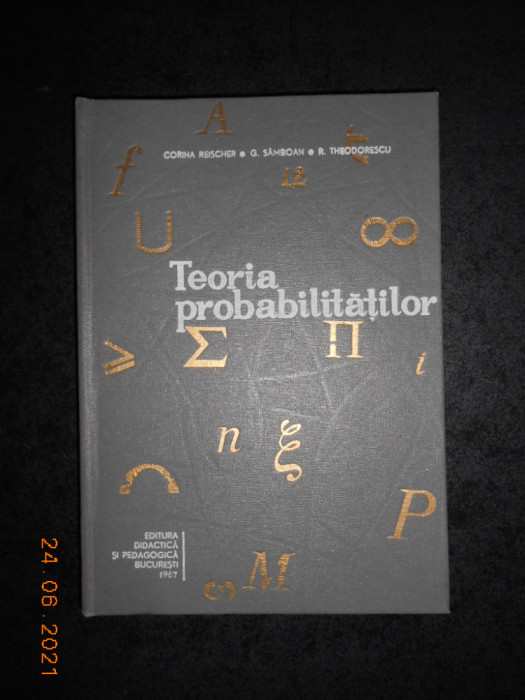 A
CORINA REISCHER • G. SÂMBOAN • R. THEODORESCU
f
∪
∞
Teoria
probabilităților
≥
Σ
Π
i
n
ξ
P
EDITURA
DIDACTICĂ
ȘI PEDAGOGICĂ
BUCUREȘTI
1967
M
24.06.2021